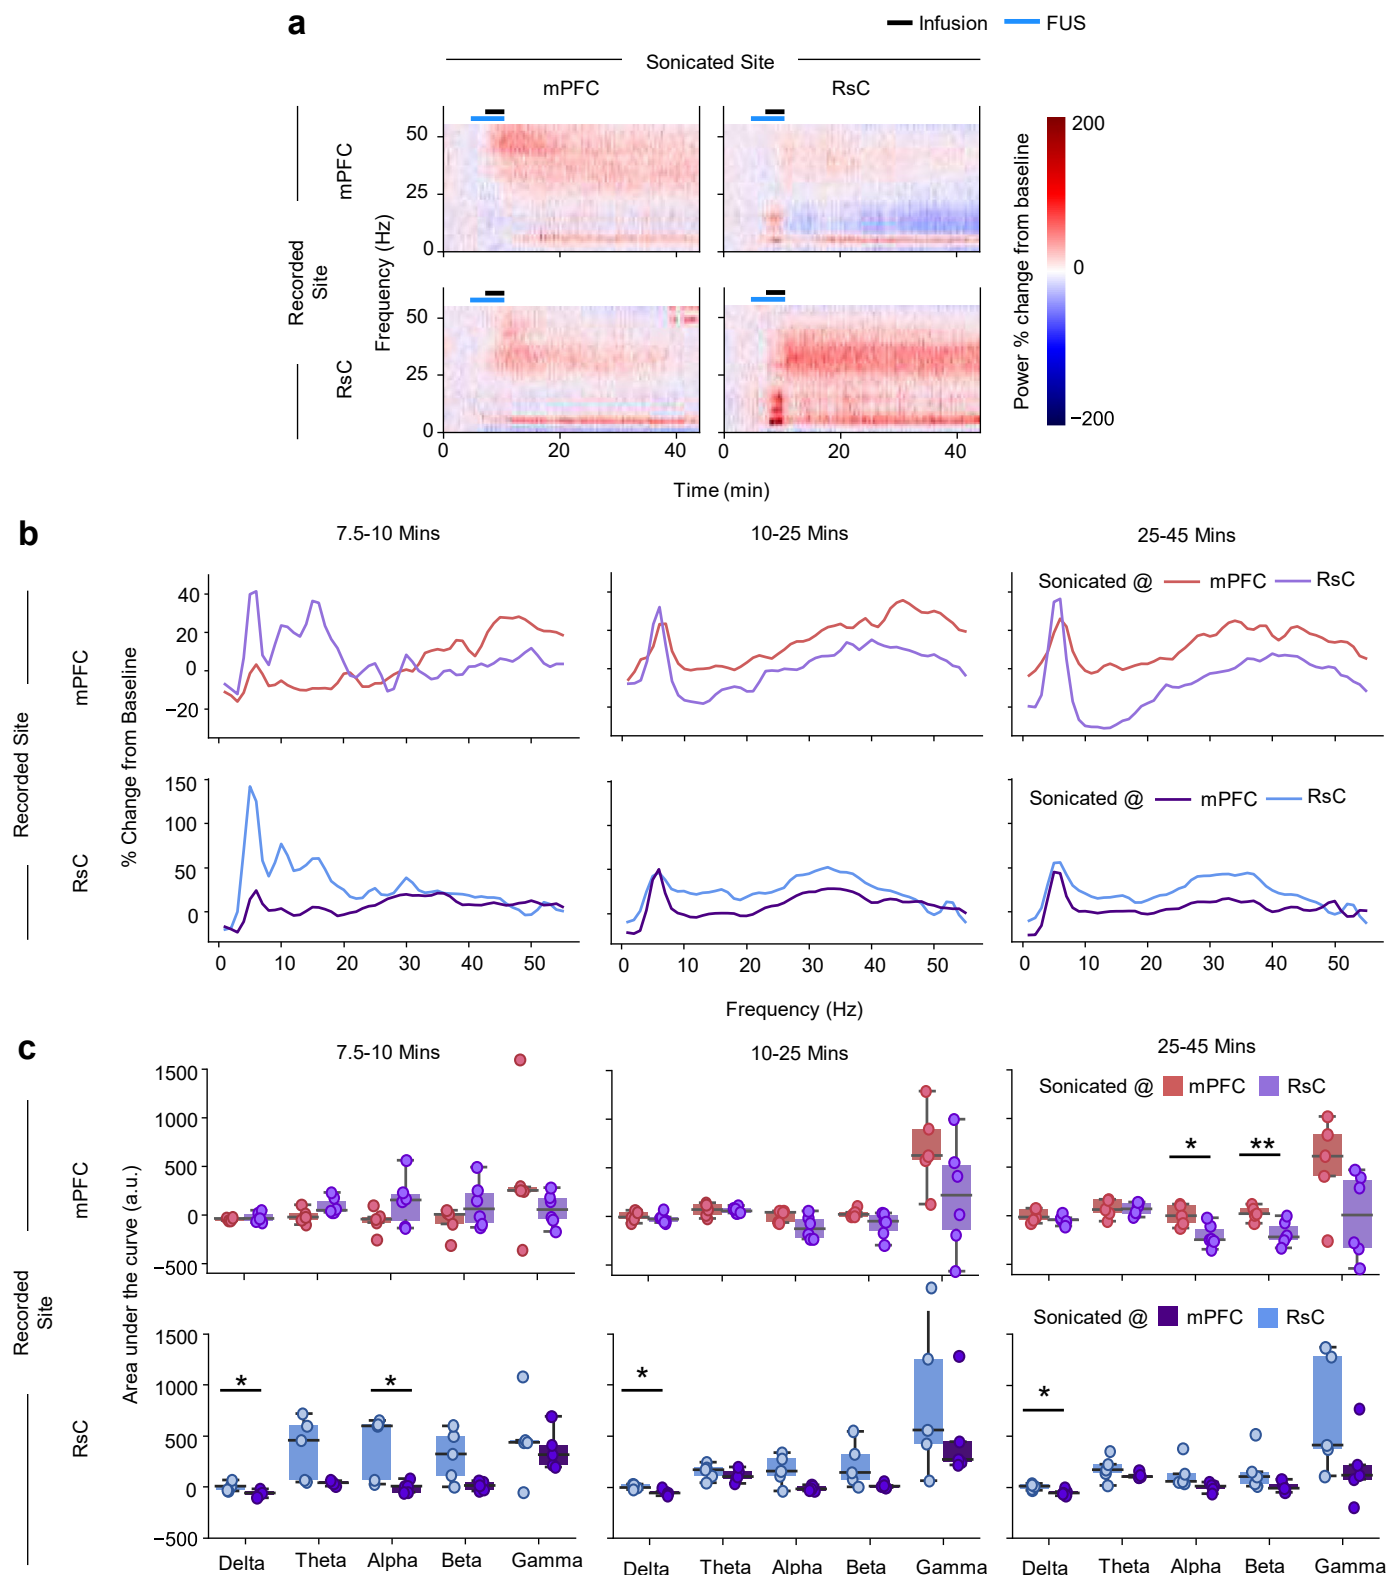 a
Infusion FUS
Sonicated Site
mPFC RsC
Recorded Site
mPFC
RsC
Frequency (Hz)
50
25
0
50
25
0
0 20 40
0 20 40
Time (min)
Power % change from baseline
200
0
−200
b
7.5-10 Mins 10-25 Mins 25-45 Mins
Recorded Site
mPFC
RsC
% Change from Baseline
Sonicated @ mPFC RsC
40
20
0
−20
Sonicated @ mPFC RsC
150
100
50
0
0 10 20 30 40 50
0 10 20 30 40 50
0 10 20 30 40 50
Frequency (Hz)
c
7.5-10 Mins 10-25 Mins 25-45 Mins
Recorded Site
mPFC
RsC
Area under the curve (a.u.)
Sonicated @ mPFC RsC
1500
1000
500
0
−500
* **
Sonicated @ mPFC RsC
1500
1000
500
0
−500
* * * *
Delta Theta Alpha Beta Gamma
Delta Theta Alpha Beta Gamma
Delta Theta Alpha Beta Gamma